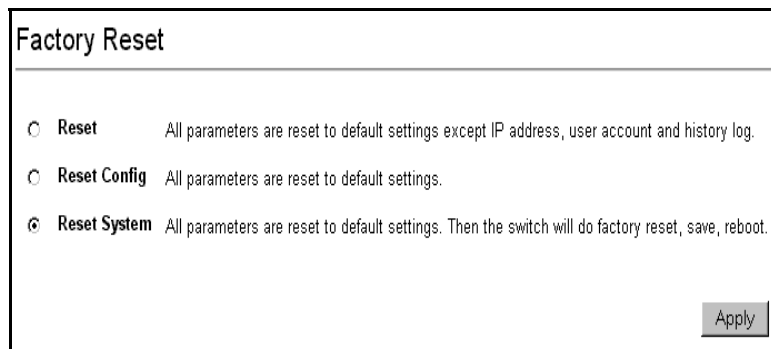 Factory Reset
Reset All parameters are reset to default settings except IP address, user account and history log.
Reset Config All parameters are reset to default settings.
Reset System All parameters are reset to default settings. Then the switch will do factory reset, save, reboot.
Apply